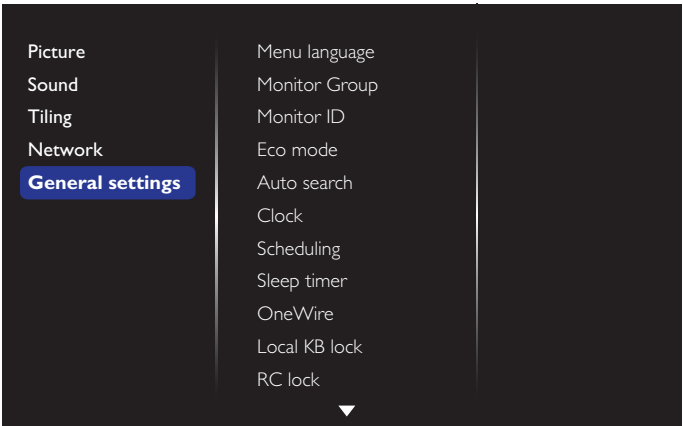 Picture
Sound
Tiling
Network
General settings
Menu language
Monitor Group
Monitor ID
Eco mode
Auto search
Clock
Scheduling
Sleep timer
OneWire
Local KB lock
RC lock